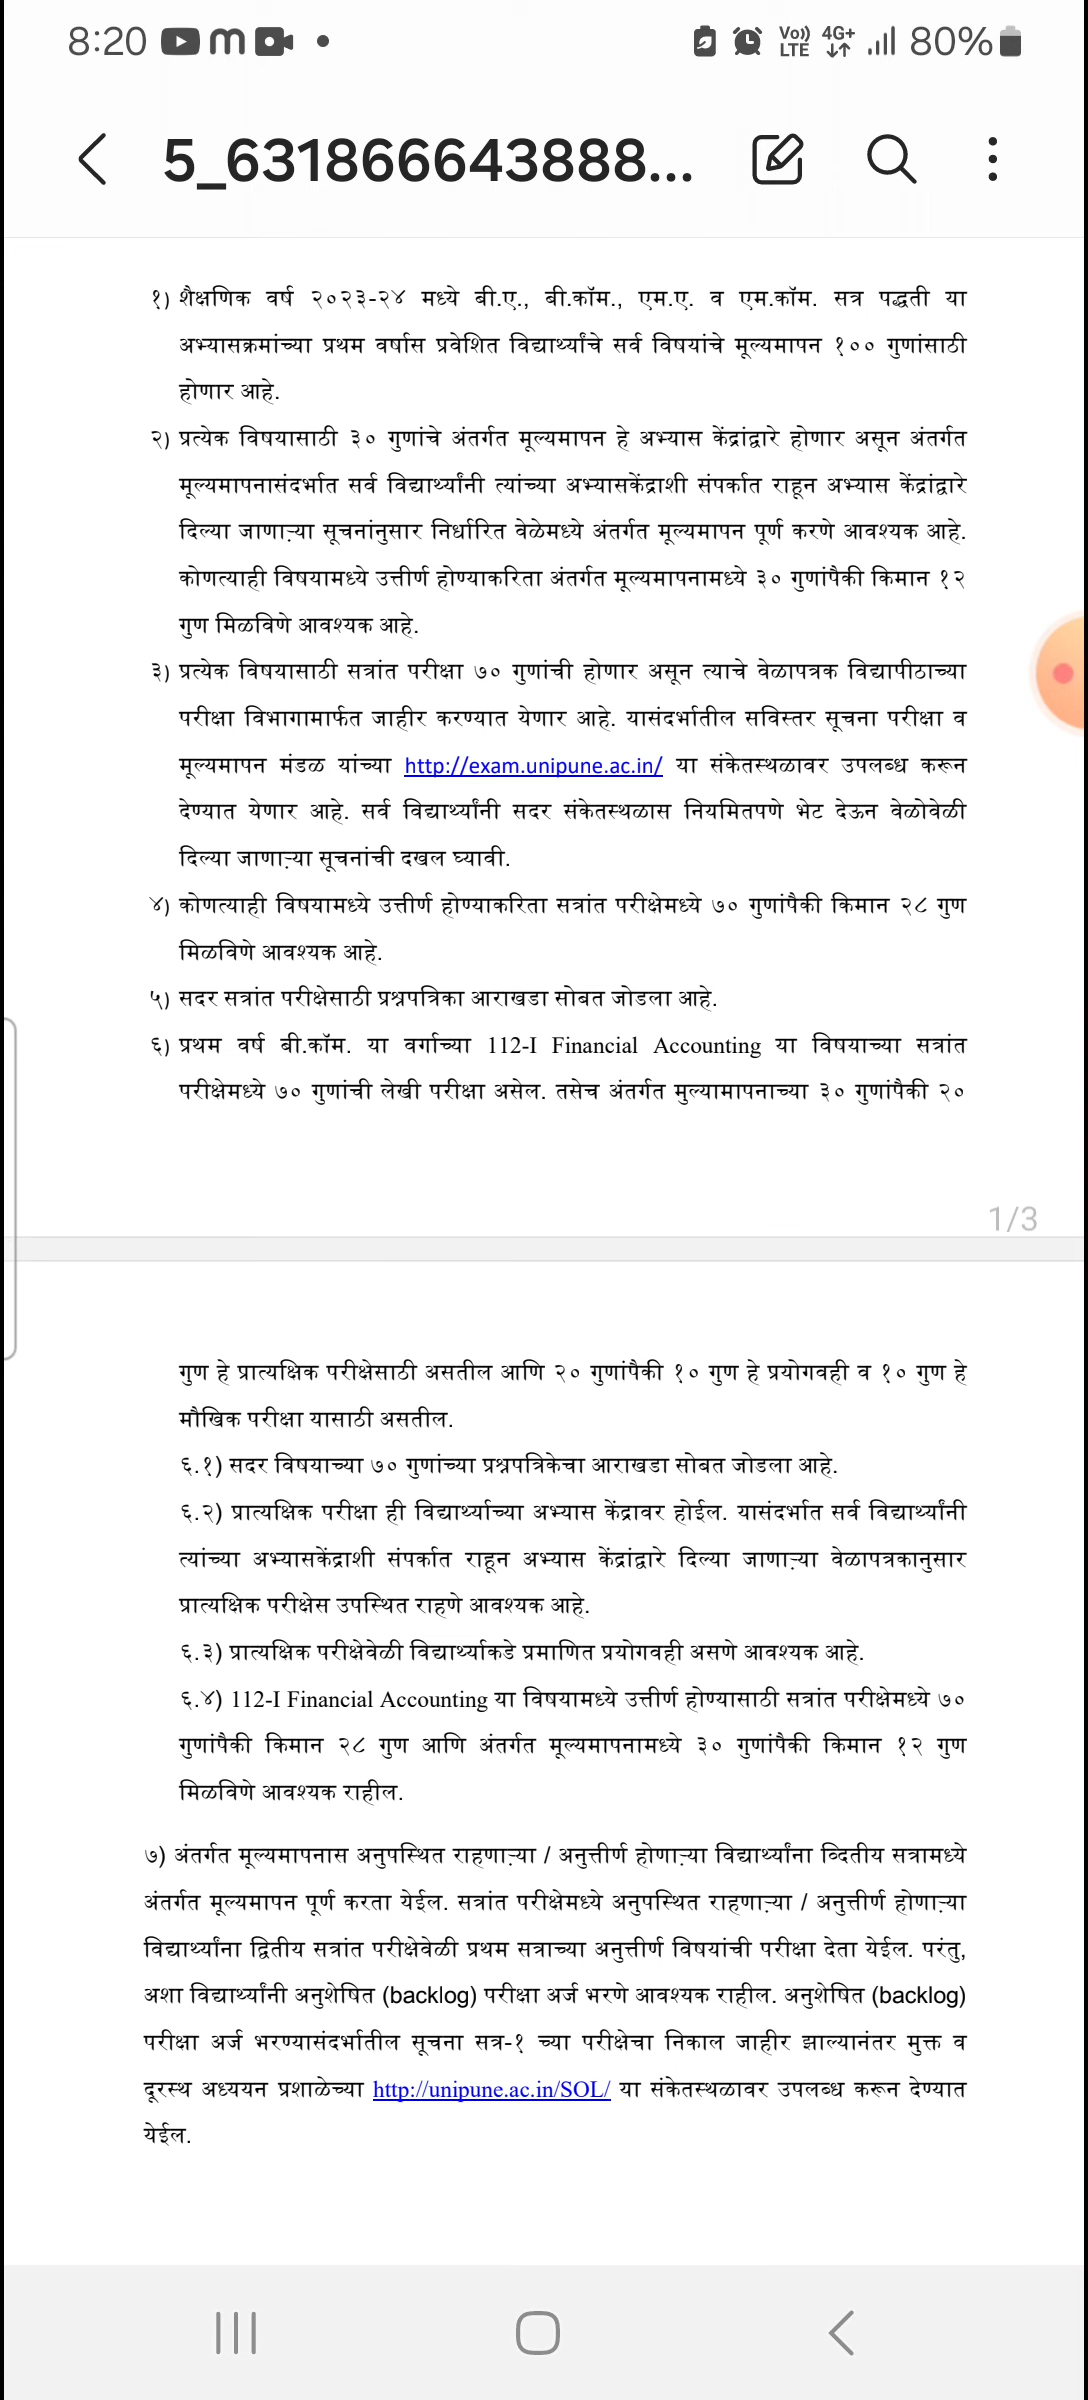 8:20
Vo)) LTE 4G+ 80%
5_631866643888...
१) शैक्षणिक वर्ष २०२३-२४ मध्ये बी.ए., बी.कॉम., एम.ए. व एम.कॉम. सत्र पद्धती या
अभ्यासक्रमांच्या प्रथम वर्षास प्रवेशित विद्यार्थ्यांचे सर्व विषयांचे मूल्यमापन १०० गुणांसाठी
होणार आहे.
२) प्रत्येक विषयासाठी ३० गुणांचे अंतर्गत मूल्यमापन हे अभ्यास केंद्रांद्वारे होणार असून अंतर्गत
मूल्यमापनासंदर्भात सर्व विद्यार्थ्यांनी त्यांच्या अभ्यासकेंद्राशी संपर्कात राहून अभ्यास केंद्रांद्वारे
दिल्या जाणाऱ्या सूचनांनुसार निर्धारित वेळेमध्ये अंतर्गत मूल्यमापन पूर्ण करणे आवश्यक आहे.
कोणत्याही विषयामध्ये उत्तीर्ण होण्याकरिता अंतर्गत मूल्यमापनामध्ये ३० गुणांपैकी किमान १२
गुण मिळविणे आवश्यक आहे.
३) प्रत्येक विषयासाठी सत्रांत परीक्षा ७० गुणांची होणार असून त्याचे वेळापत्रक विद्यापीठाच्या
परीक्षा विभागामार्फत जाहीर करण्यात येणार आहे. यासंदर्भातील सविस्तर सूचना परीक्षा व
मूल्यमापन मंडळ यांच्या http://exam.unipune.ac.in/ या संकेतस्थळावर उपलब्ध करून
देण्यात येणार आहे. सर्व विद्यार्थ्यांनी सदर संकेतस्थळास नियमितपणे भेट देऊन वेळोवेळी
दिल्या जाणाऱ्या सूचनांची दखल घ्यावी.
४) कोणत्याही विषयामध्ये उत्तीर्ण होण्याकरिता सत्रांत परीक्षेमध्ये ७० गुणांपैकी किमान २८ गुण
मिळविणे आवश्यक आहे.
५) सदर सत्रांत परीक्षेसाठी प्रश्नपत्रिका आराखडा सोबत जोडला आहे.
६) प्रथम वर्ष बी.कॉम. या वर्गाच्या 112-I Financial Accounting या विषयाच्या सत्रांत
परीक्षेमध्ये ७० गुणांची लेखी परीक्षा असेल. तसेच अंतर्गत मुल्यामापनाच्या ३० गुणांपैकी २०
1/3
गुण हे प्रात्यक्षिक परीक्षेसाठी असतील आणि २० गुणांपैकी १० गुण हे प्रयोगवही व १० गुण हे
मौखिक परीक्षा यासाठी असतील.
६.१) सदर विषयाच्या ७० गुणांच्या प्रश्नपत्रिकेचा आराखडा सोबत जोडला आहे.
६.२) प्रात्यक्षिक परीक्षा ही विद्यार्थ्याच्या अभ्यास केंद्रावर होईल. यासंदर्भात सर्व विद्यार्थ्यांनी
त्यांच्या अभ्यासकेंद्राशी संपर्कात राहून अभ्यास केंद्रांद्वारे दिल्या जाणाऱ्या वेळापत्रकानुसार
प्रात्यक्षिक परीक्षेस उपस्थित राहणे आवश्यक आहे.
६.३) प्रात्यक्षिक परीक्षेवेळी विद्यार्थ्याकडे प्रमाणित प्रयोगवही असणे आवश्यक आहे.
६.४) 112-I Financial Accounting या विषयामध्ये उत्तीर्ण होण्यासाठी सत्रांत परीक्षेमध्ये ७०
गुणांपैकी किमान २८ गुण आणि अंतर्गत मूल्यमापनामध्ये ३० गुणांपैकी किमान १२ गुण
मिळविणे आवश्यक राहील.
७) अंतर्गत मूल्यमापनास अनुपस्थित राहणाऱ्या / अनुत्तीर्ण होणाऱ्या विद्यार्थ्यांना व्दितीय सत्रामध्ये
अंतर्गत मूल्यमापन पूर्ण करता येईल. सत्रांत परीक्षेमध्ये अनुपस्थित राहणाऱ्या / अनुत्तीर्ण होणाऱ्या
विद्यार्थ्यांना द्वितीय सत्रांत परीक्षेवेळी प्रथम सत्राच्या अनुत्तीर्ण विषयांची परीक्षा देता येईल. परंतु,
अशा विद्यार्थ्यांनी अनुशेषित (backlog) परीक्षा अर्ज भरणे आवश्यक राहील. अनुशेषित (backlog)
परीक्षा अर्ज भरण्यासंदर्भातील सूचना सत्र-१ च्या परीक्षेचा निकाल जाहीर झाल्यानंतर मुक्त व
दूरस्थ अध्ययन प्रशाळेच्या http://unipune.ac.in/SOL/ या संकेतस्थळावर उपलब्ध करून देण्यात
येईल.